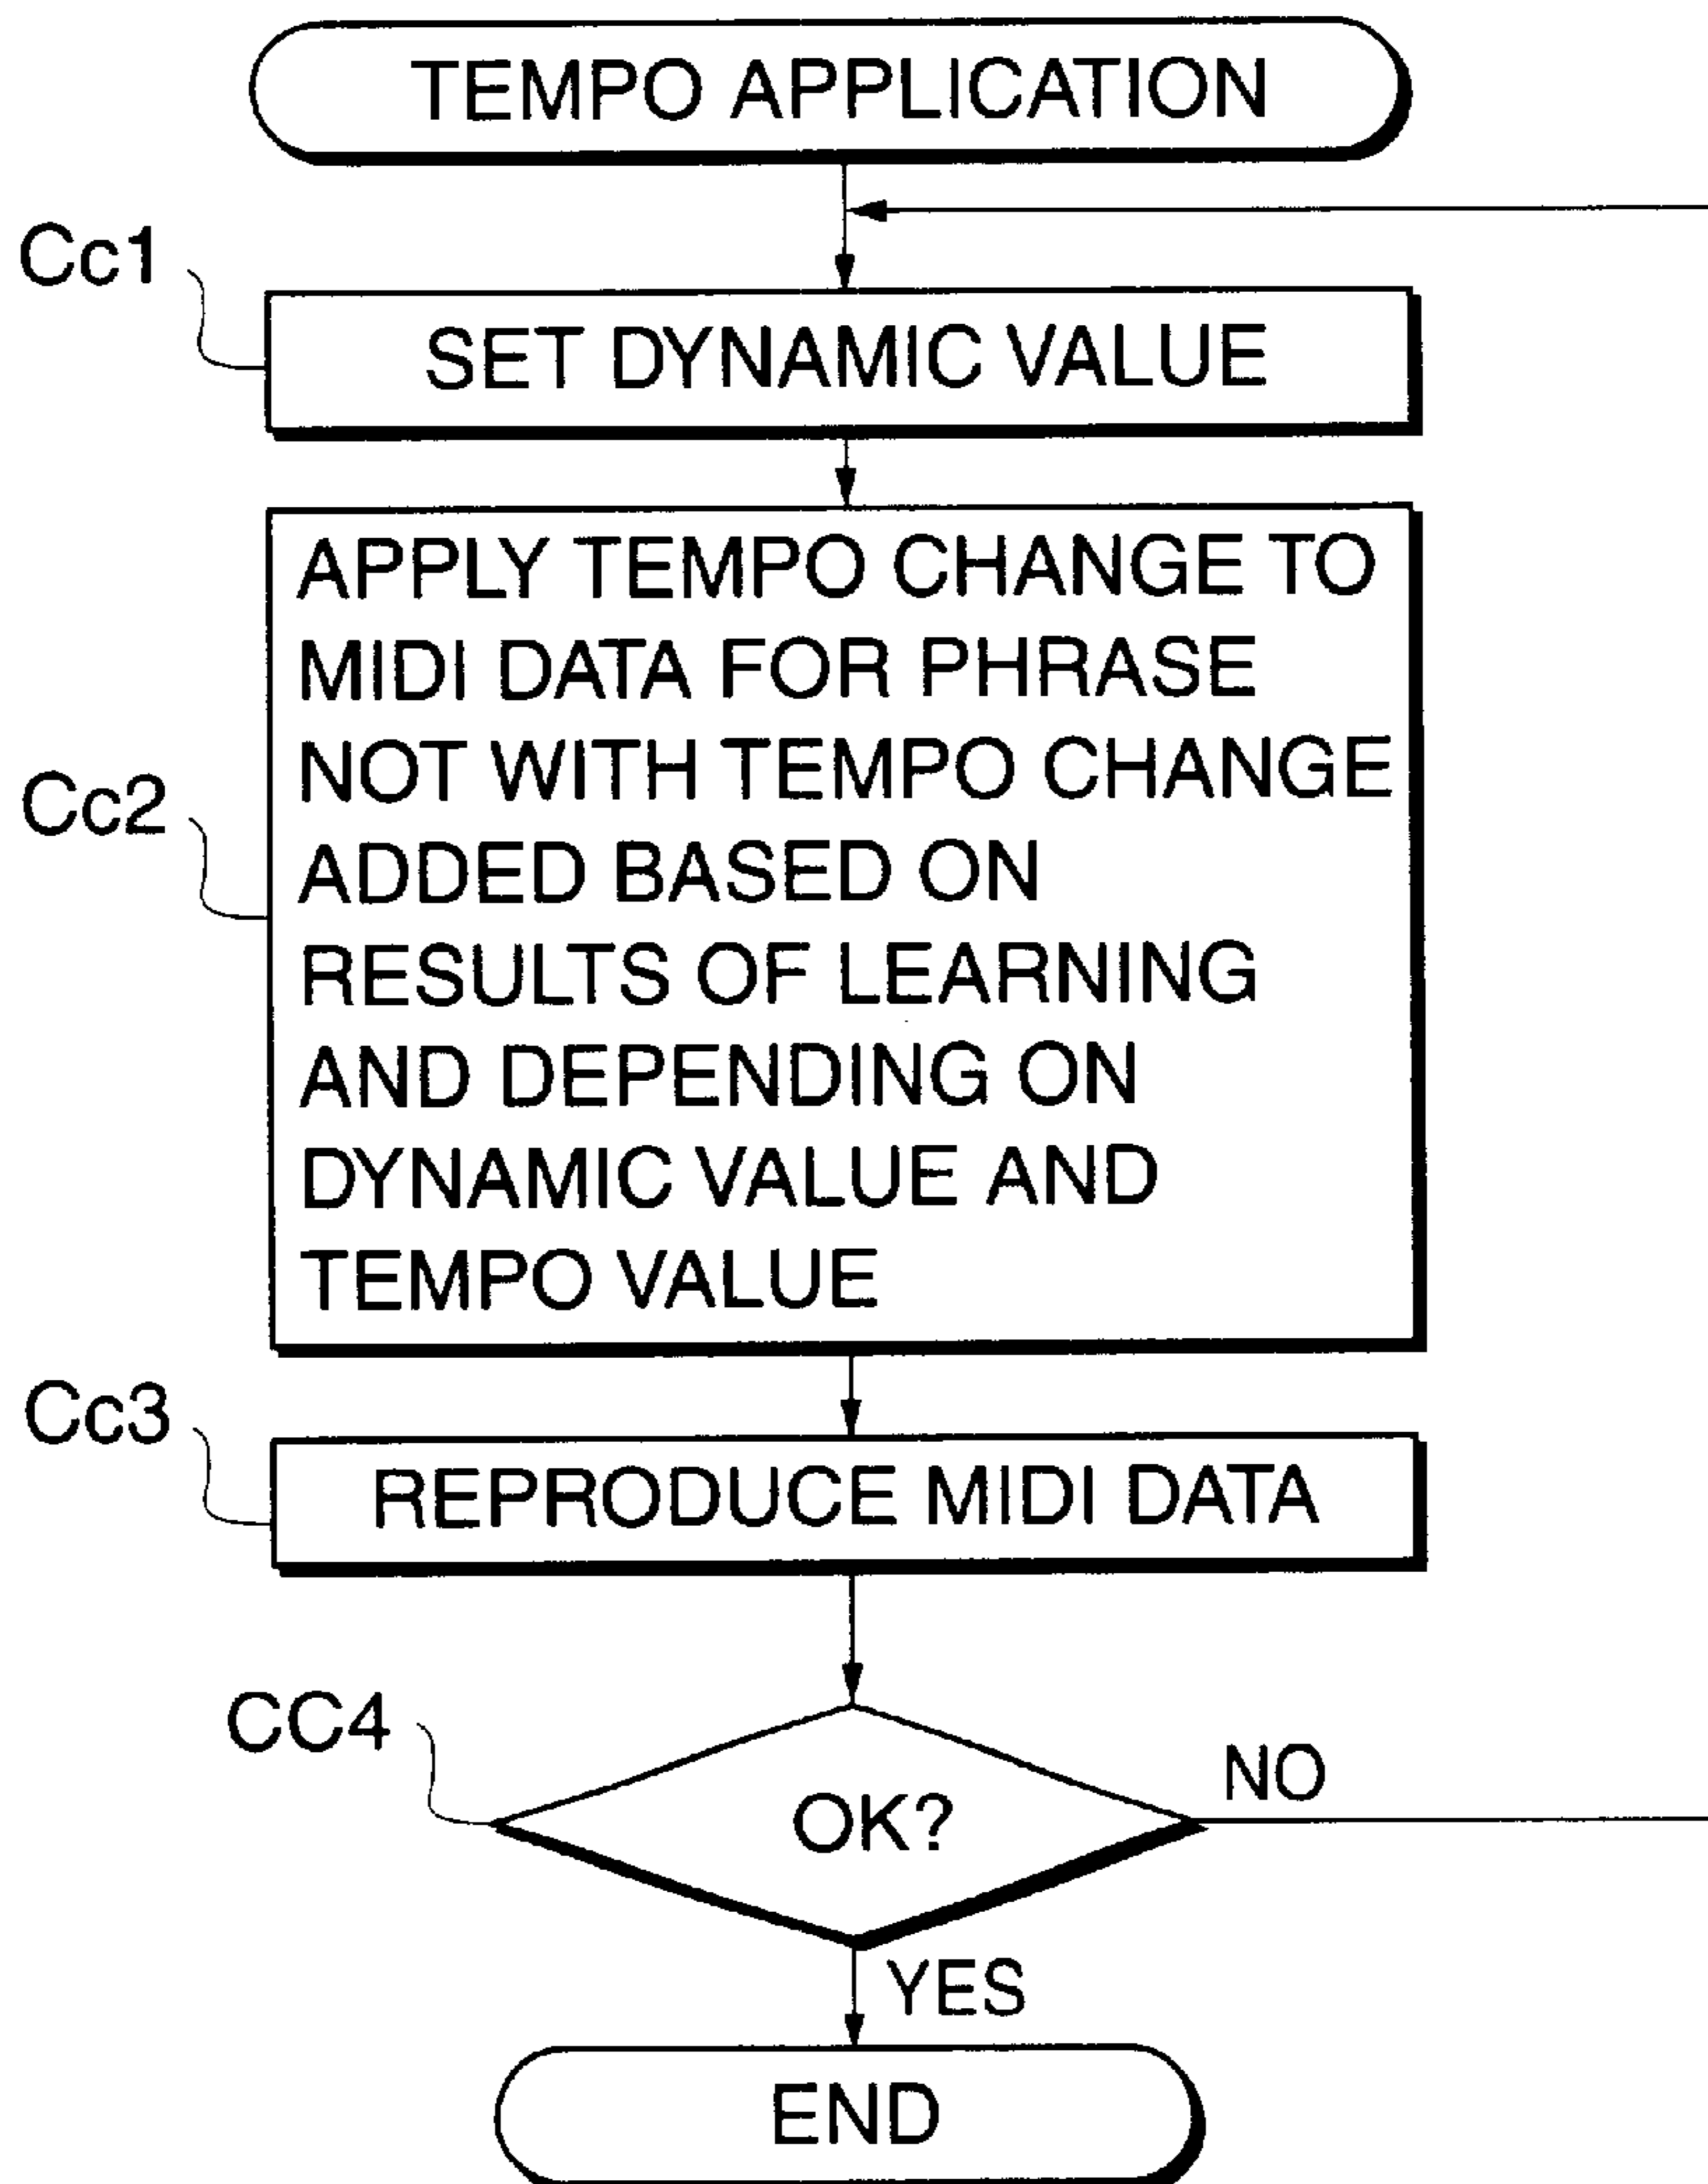 TEMPO APPLICATION
Cc1
SET DYNAMIC VALUE
Cc2
APPLY TEMPO CHANGE TO
MIDI DATA FOR PHRASE
NOT WITH TEMPO CHANGE
ADDED BASED ON
RESULTS OF LEARNING
AND DEPENDING ON
DYNAMIC VALUE AND
TEMPO VALUE
Cc3
REPRODUCE MIDI DATA
CC4
OK?
NO
YES
END